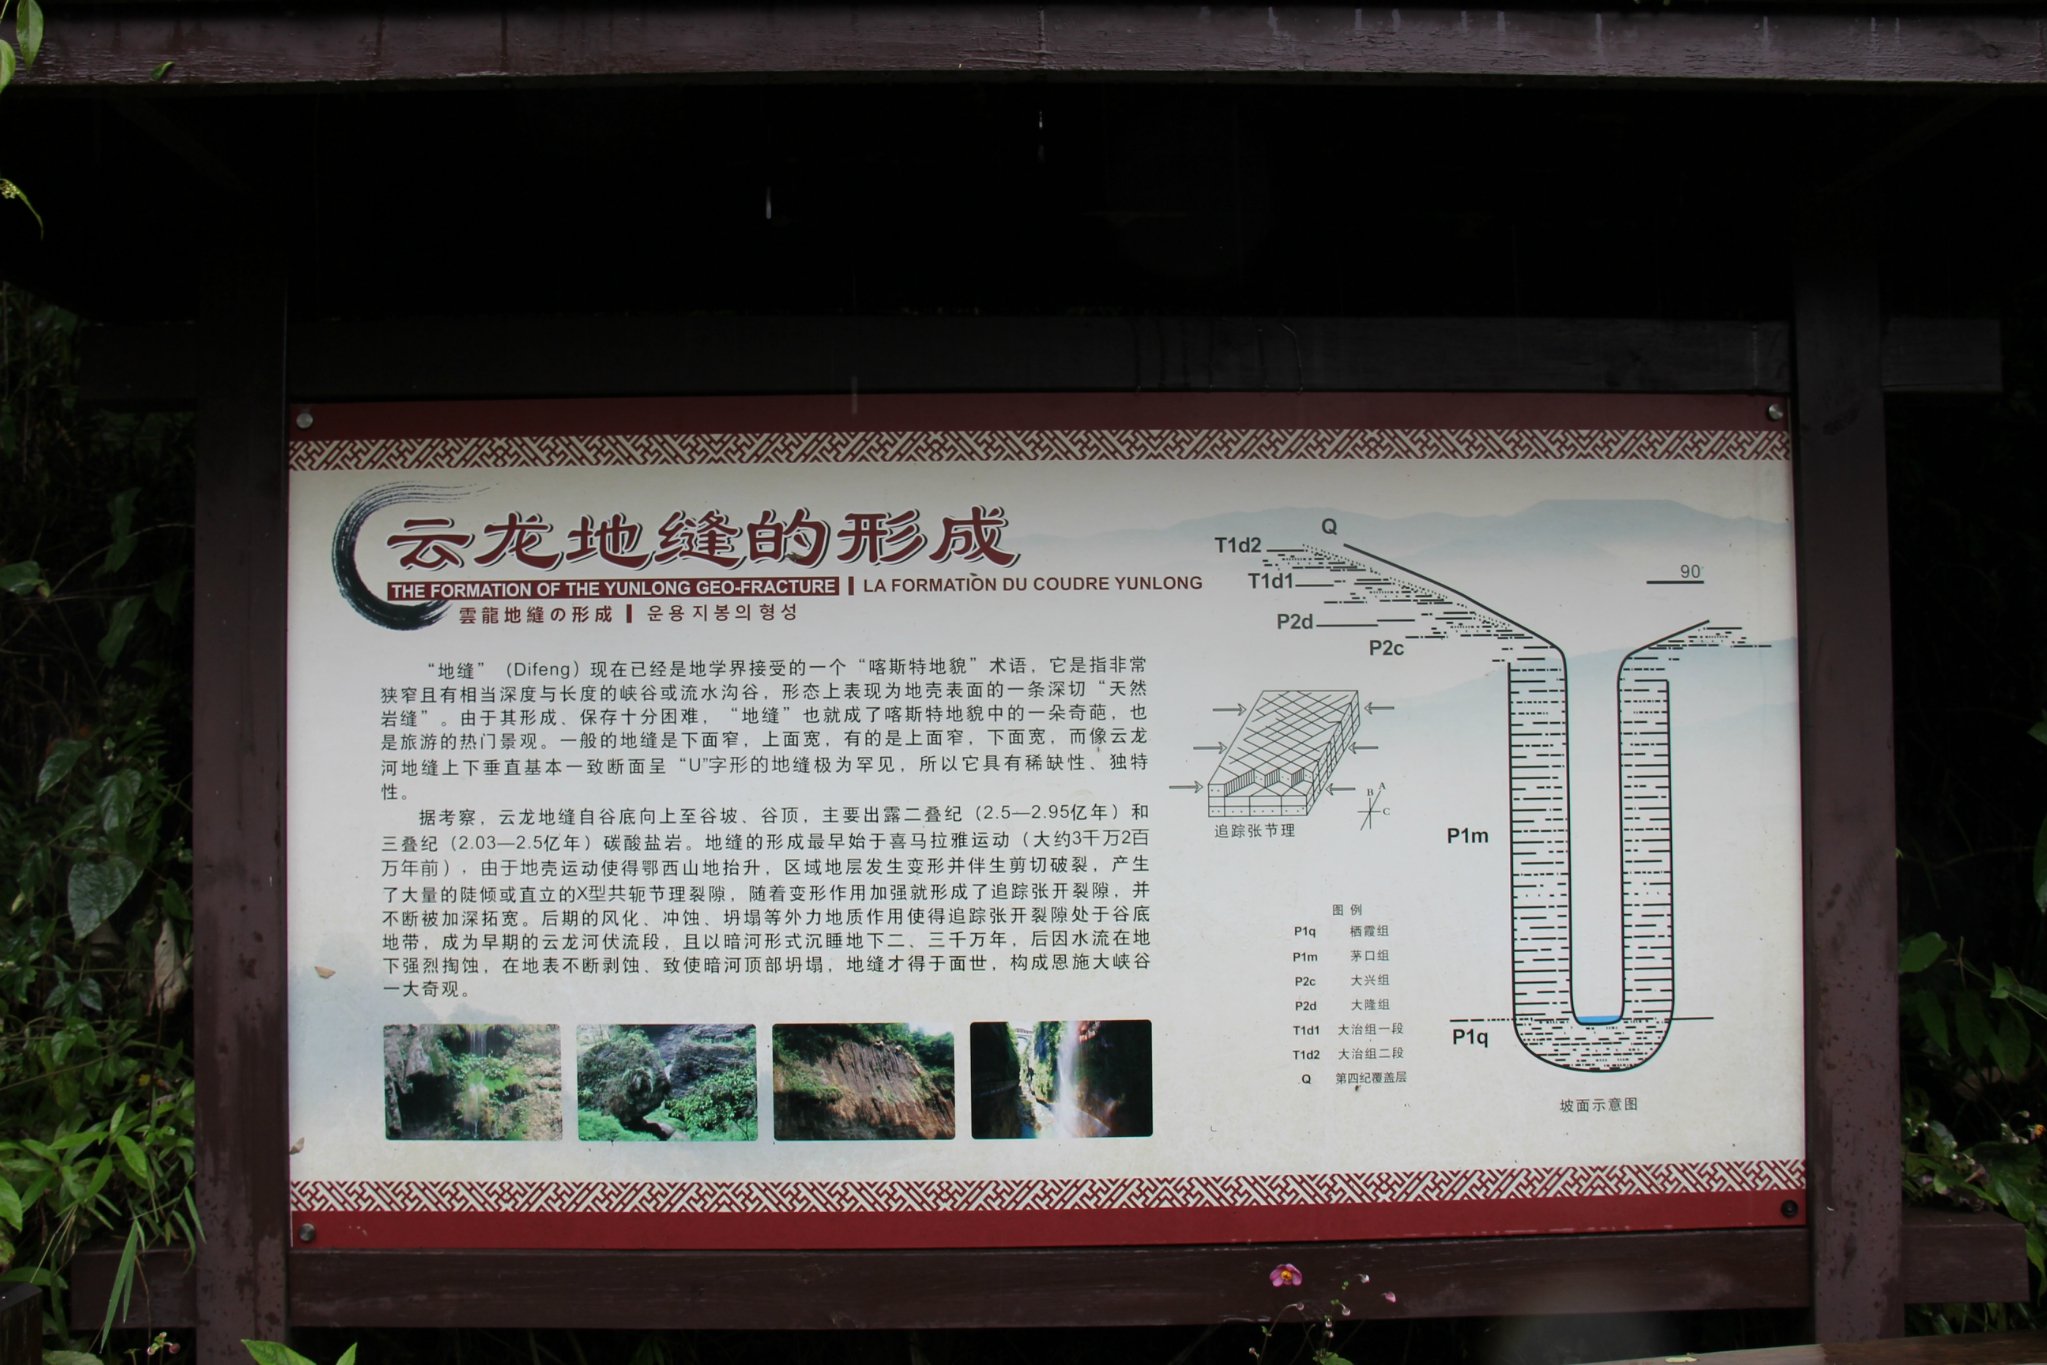 云龙地缝的形成
THE FORMATION OF THE YUNLONG GEO-FRACTURE | LA FORMATION DU COUDRE YUNLONG
雲龍地縫の形成 | 운용지봉의형성
“地缝”（Difeng）现在已经是地学界接受的一个“喀斯特地貌”术语，它是指非常
狭窄且有相当深度与长度的峡谷或流水沟谷，形态上表现为地壳表面的一条深切“天然
岩缝”。由于其形成、保存十分困难，“地缝”也就成了喀斯特地貌中的一朵奇葩，也
是旅游的热门景观。一般的地缝是下面窄，上面宽，有的是上面窄，下面宽，而像云龙
河地缝上下垂直基本一致断面呈“U”字形的地缝极为罕见，所以它具有稀缺性、独特
性。
据考察，云龙地缝自谷底向上至谷坡、谷顶，主要出露二叠纪（2.5—2.95亿年）和
三叠纪（2.03—2.5亿年）碳酸盐岩。地缝的形成最早始于喜马拉雅运动（大约3千万2百
万年前），由于地壳运动使得鄂西山地抬升，区域地层发生变形并伴生剪切破裂，产生
了大量的陡倾或直立的X型共轭节理裂隙，随着变形作用加强就形成了追踪张开裂隙，并
不断被加深拓宽。后期的风化、冲蚀、坍塌等外力地质作用使得追踪张开裂隙处于谷底
地带，成为早期的云龙河伏流段，且以暗河形式沉睡地下二、三千万年，后因水流在地
下强烈掏蚀，在地表不断剥蚀、致使暗河顶部坍塌，地缝才得于面世，构成恩施大峡谷
一大奇观。
Q
T1d2
T1d1
P2d
P2c
90°
B A
C
追踪张节理
P1m
P1q
图例
P1q 栖霞组
P1m 茅口组
P2c 大兴组
P2d 大隆组
T1d1 大治组一段
T1d2 大治组二段
Q 第四纪覆盖层
坡面示意图